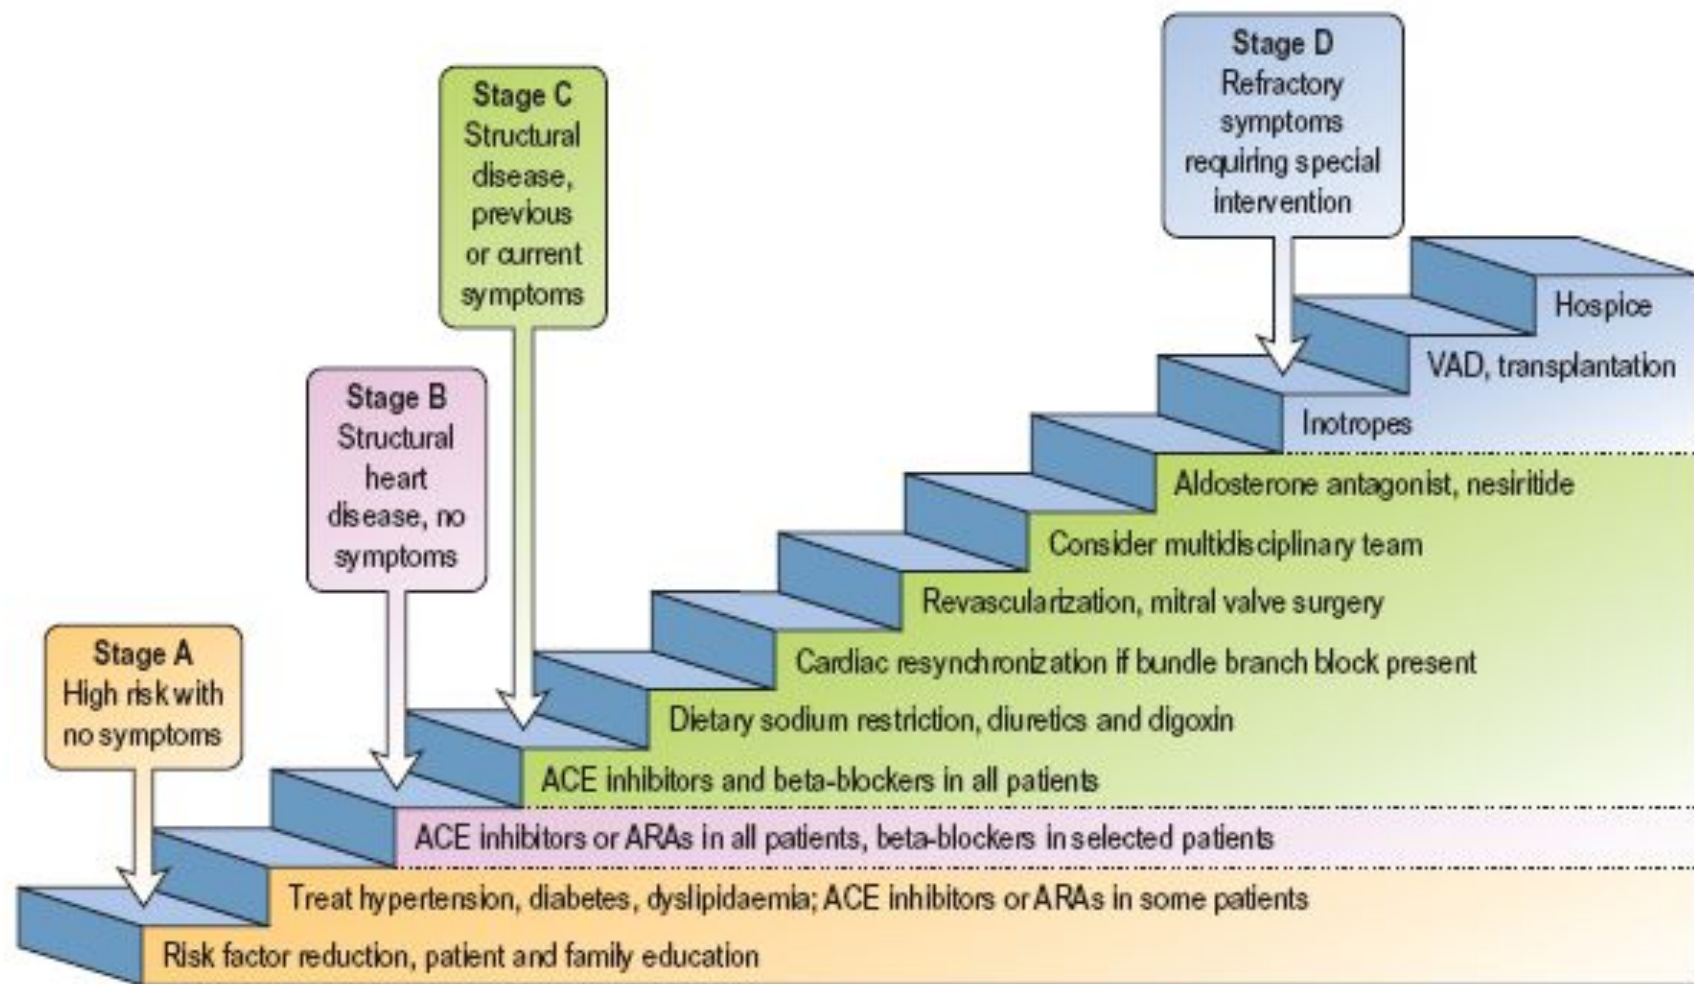 Stage A
High risk with
no symptoms
Stage B
Structural
heart
disease, no
symptoms
Stage C
Structural
disease,
previous
or current
symptoms
Stage D
Refractory
symptoms
requiring special
intervention
Hospice
VAD, transplantation
Inotropes
Aldosterone antagonist, nesiritide
Consider multidisciplinary team
Revascularization, mitral valve surgery
Cardiac resynchronization if bundle branch block present
Dietary sodium restriction, diuretics and digoxin
ACE inhibitors and beta-blockers in all patients
ACE inhibitors or ARAs in all patients, beta-blockers in selected patients
Treat hypertension, diabetes, dyslipidaemia; ACE inhibitors or ARAs in some patients
Risk factor reduction, patient and family education